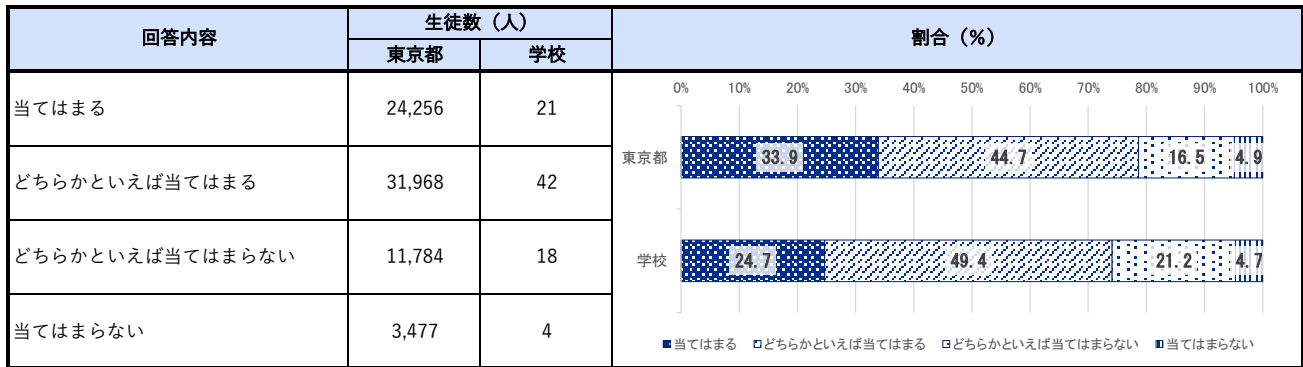 回答内容 生徒数（人） 割合（%）
東京都 学校
当てはまる 24,256 21
どちらかといえば当てはまる 31,968 42
どちらかといえば当てはまらない 11,784 18
当てはまらない 3,477 4
0% 10% 20% 30% 40% 50% 60% 70% 80% 90% 100%
東京都 33.9 44.7 16.5 4.9
学校 24.7 49.4 21.2 4.7
当てはまる どちらかといえば当てはまる どちらかといえば当てはまらない 当てはまらない